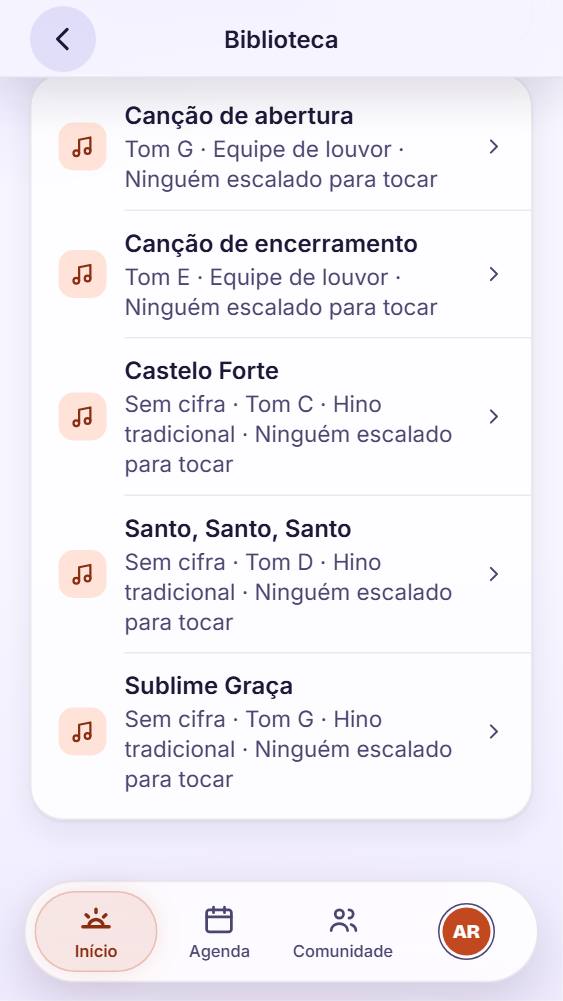 Biblioteca
Canção de abertura
Tom G · Equipe de louvor ·
Ninguém escalado para tocar
Canção de encerramento
Tom E · Equipe de louvor ·
Ninguém escalado para tocar
Castelo Forte
Sem cifra · Tom C · Hino
tradicional · Ninguém escalado
para tocar
Santo, Santo, Santo
Sem cifra · Tom D · Hino
tradicional · Ninguém escalado
para tocar
Sublime Graça
Sem cifra · Tom G · Hino
tradicional · Ninguém escalado
para tocar
Início
Agenda
Comunidade
AR